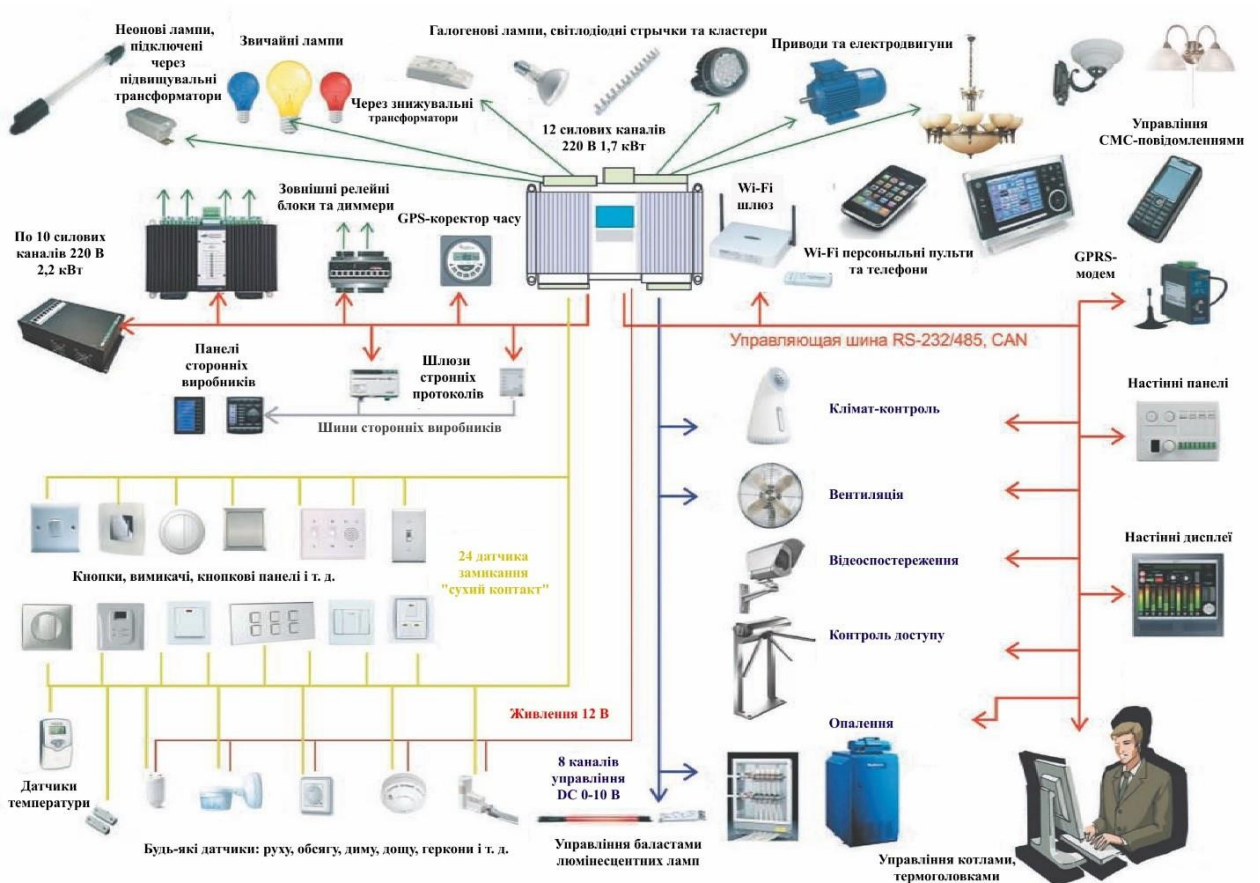 Неонові лампи,
підключені
через
підвищувальні
трансформатори
Звичайні лампи
Галогенові лампи, світлодіодні стрычки та кластери
Через знижувальні
трансформатори
12 силових каналів
220 В 1,7 кВт
Приводи та електродвигуни
Управління
СМС-повідомленнями
По 10 силових
каналів 220 В
2,2 кВт
Зовнішні релейні
блоки та диммери
GPS-коректор часу
Wi-Fi
шлюз
Wi-Fi персоныльні пульти
та телефони
GPRS-
модем
Управляющая шина RS-232/485, CAN
Панелі
сторонніх
виробників
Шлюзи
стронніх
протоколів
Шини сторонніх виробників
Клімат-контроль
Настінні панелі
Вентиляція
Кнопки, вимикачі, кнопкові панелі і т. д.
24 датчика
замикання
"сухий контакт"
Відеоспостереження
Настінні дисплеї
Контроль доступу
Живлення 12 В
Опалення
Датчики
температури
8 каналів
управління
DC 0-10 В
Будь-які датчики: руху, обсягу, диму, дощу, геркони і т. д.
Управління баластами
люмінесцентних ламп
Управління котлами,
термоголовками